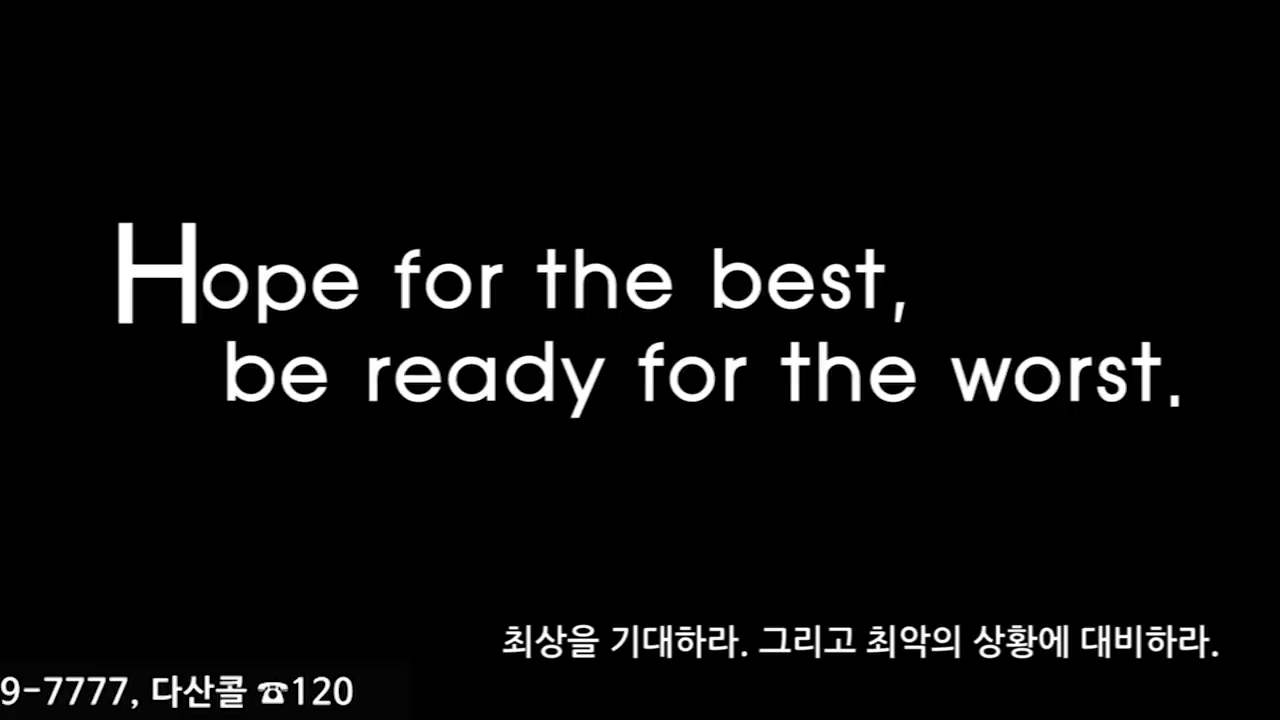 Hope for the best,
be ready for the worst.
최상을 기대하라. 그리고 최악의 상황에 대비하라.
9-7777, 다산콜 ☎120